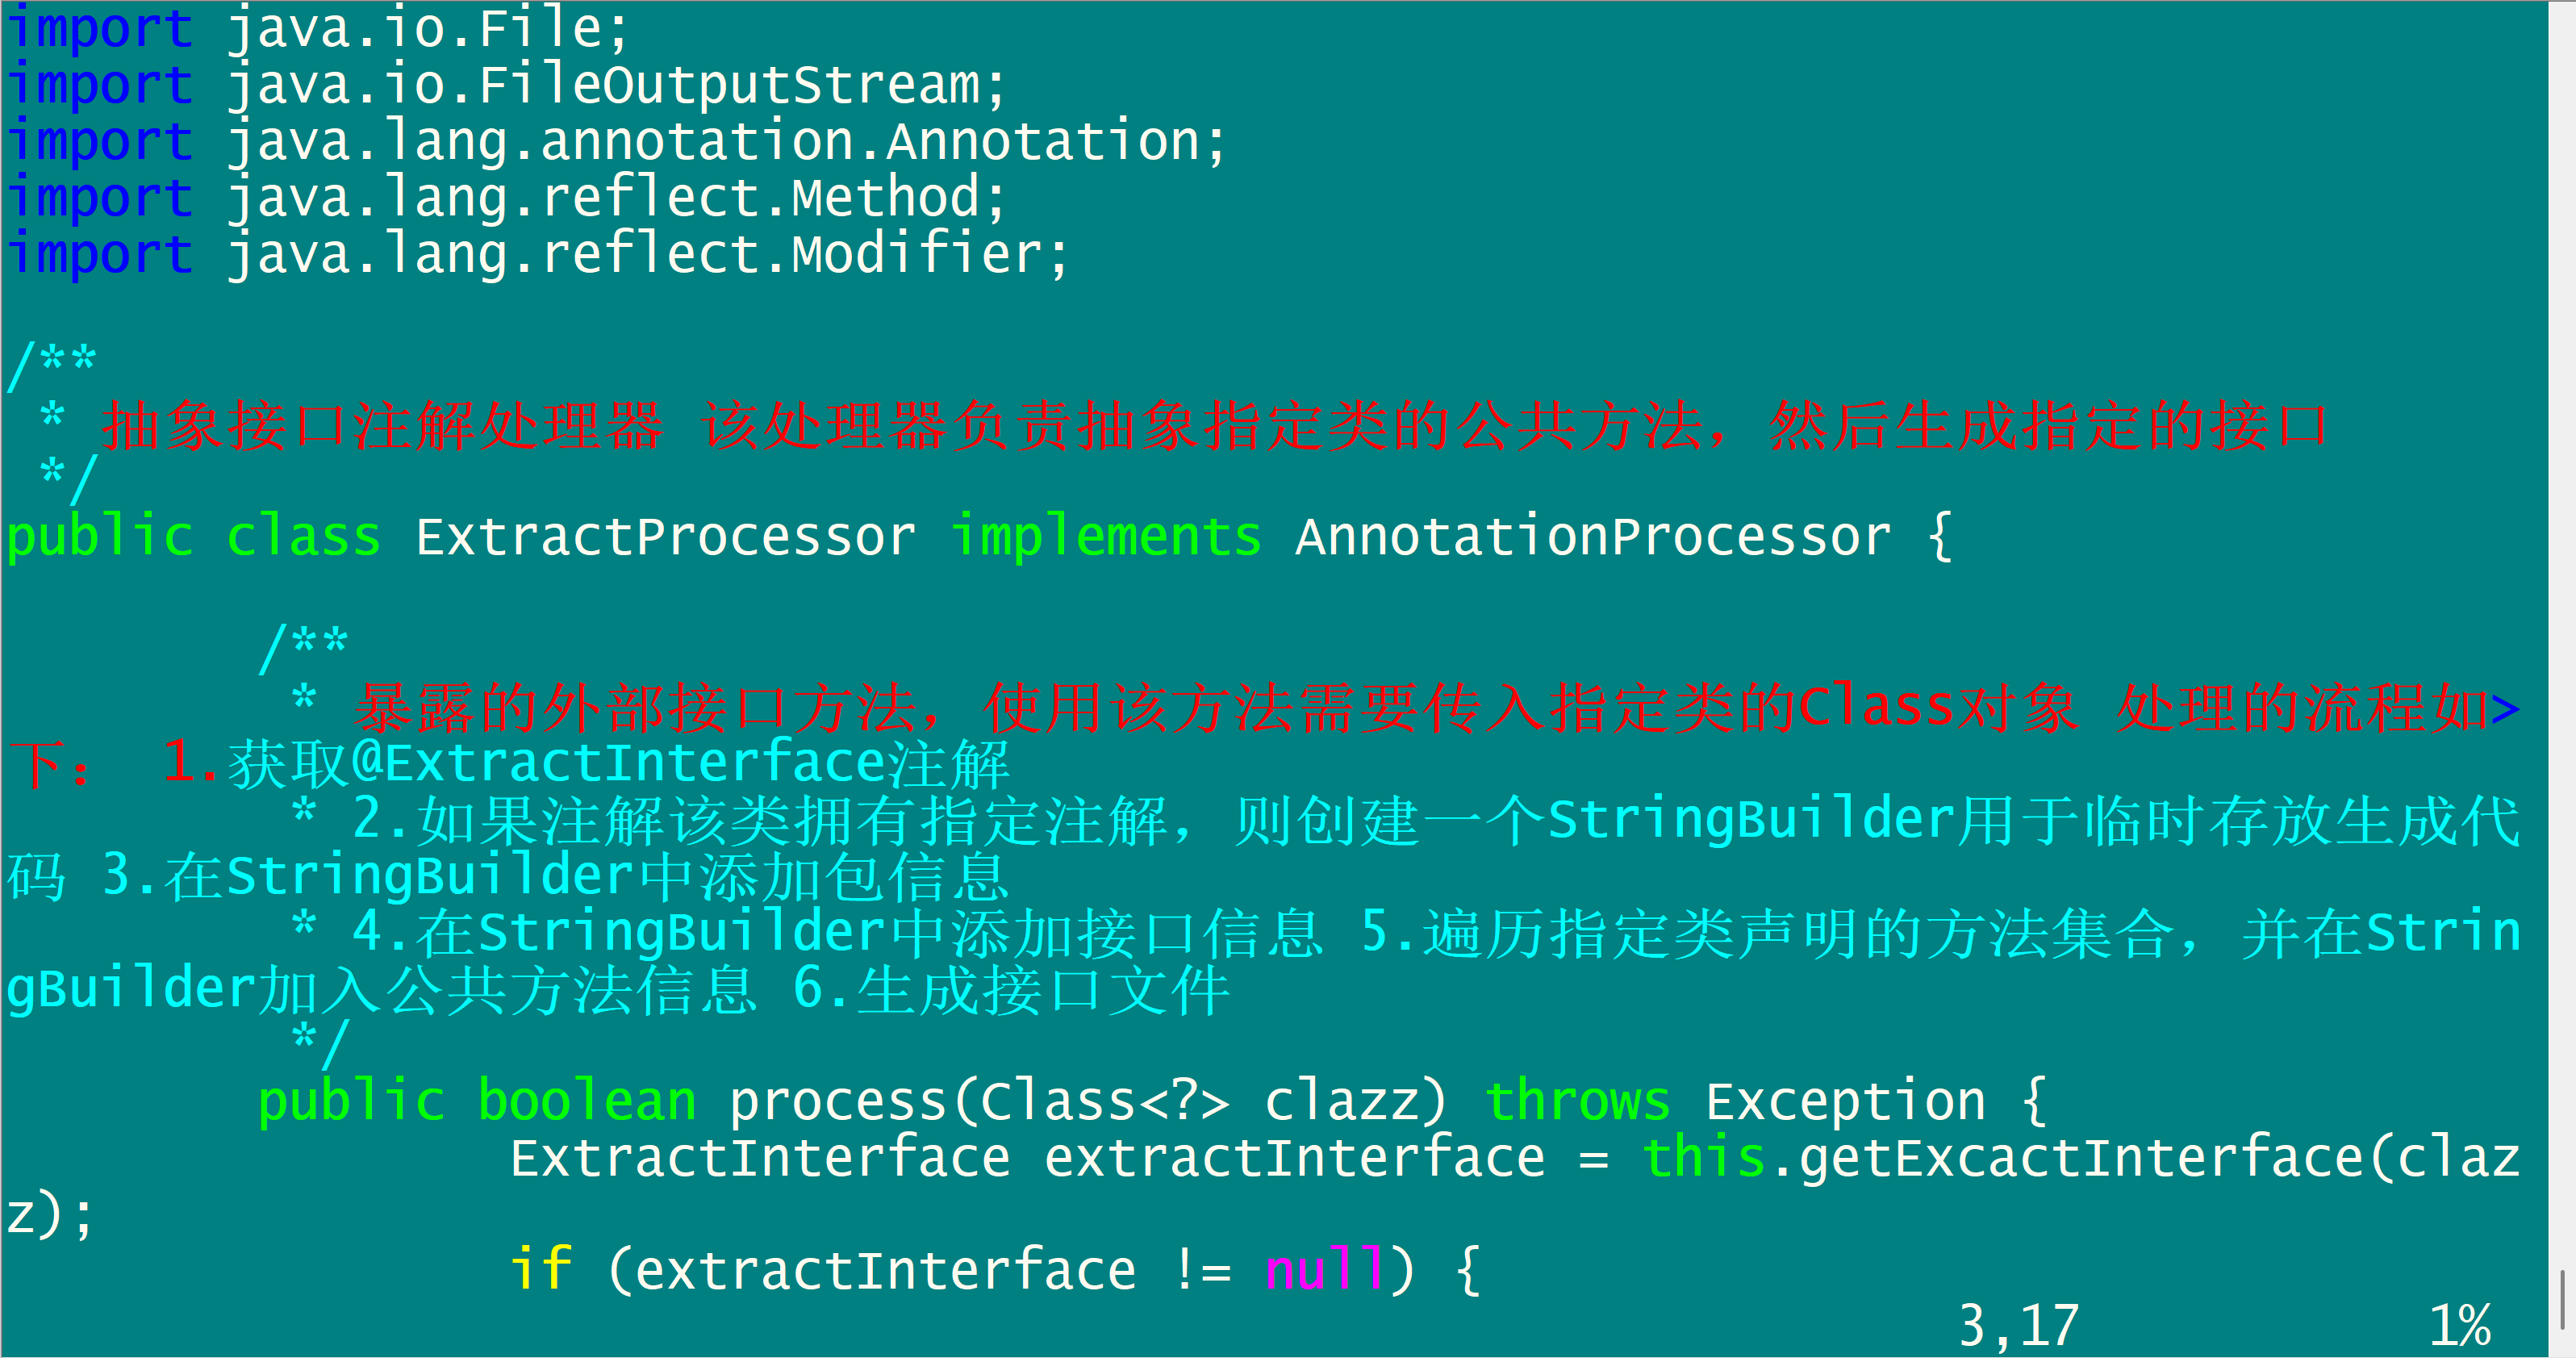 import java.io.File;
import java.io.FileOutputStream;
import java.lang.annotation.Annotation;
import java.lang.reflect.Method;
import java.lang.reflect.Modifier;
/**
 * 抽象接口注解处理器 该处理器负责抽象指定类的公共方法，然后生成指定的接口
 */
public class ExtractProcessor implements AnnotationProcessor {
        /**
         * 暴露的外部接口方法，使用该方法需要传入指定类的Class对象 处理的流程如>
下： 1.获取@ExtractInterface注解
         * 2.如果注解该类拥有指定注解，则创建一个StringBuilder用于临时存放生成代
码 3.在StringBuilder中添加包信息
         * 4.在StringBuilder中添加接口信息 5.遍历指定类声明的方法集合，并在Strin
gBuilder加入公共方法信息 6.生成接口文件
         */
        public boolean process(Class<?> clazz) throws Exception {
                ExtractInterface extractInterface = this.getExcactInterface(claz
z);
                if (extractInterface != null) {
3,17 1%